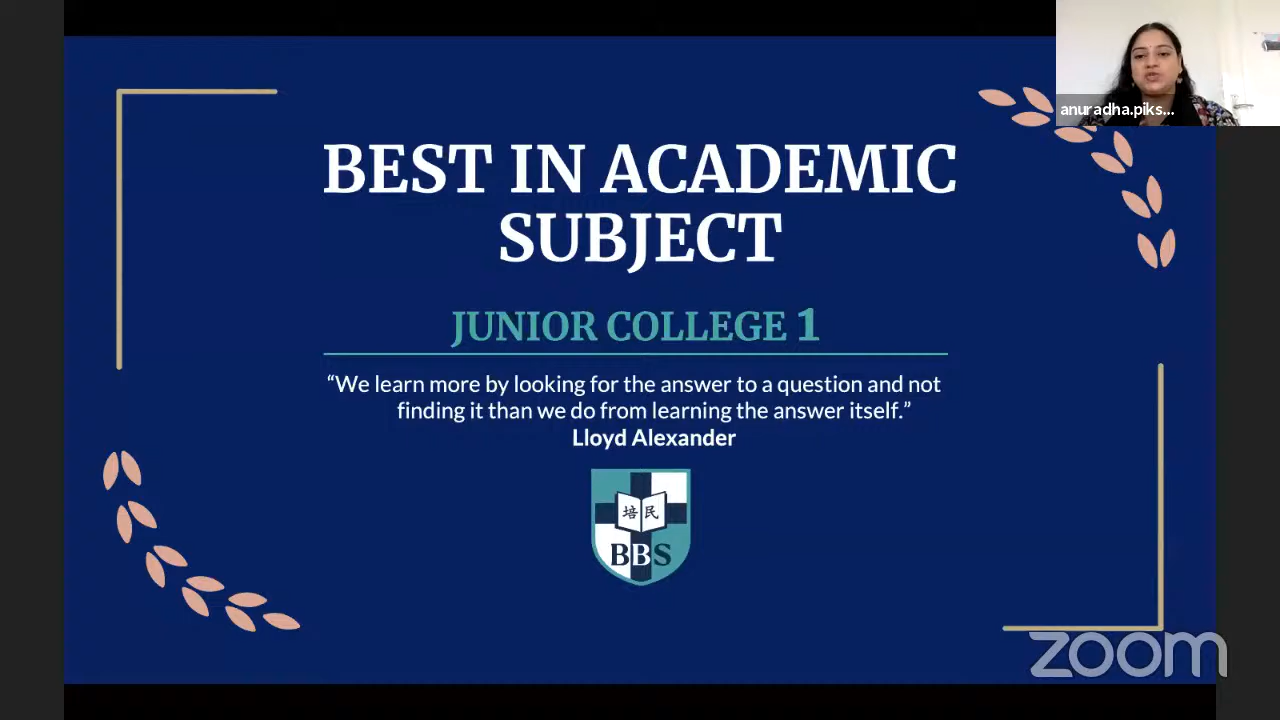 anuradha.piks...
BEST IN ACADEMIC
SUBJECT
JUNIOR COLLEGE 1
“We learn more by looking for the answer to a question and not
finding it than we do from learning the answer itself.”
Lloyd Alexander
培 民
BBS
zoom